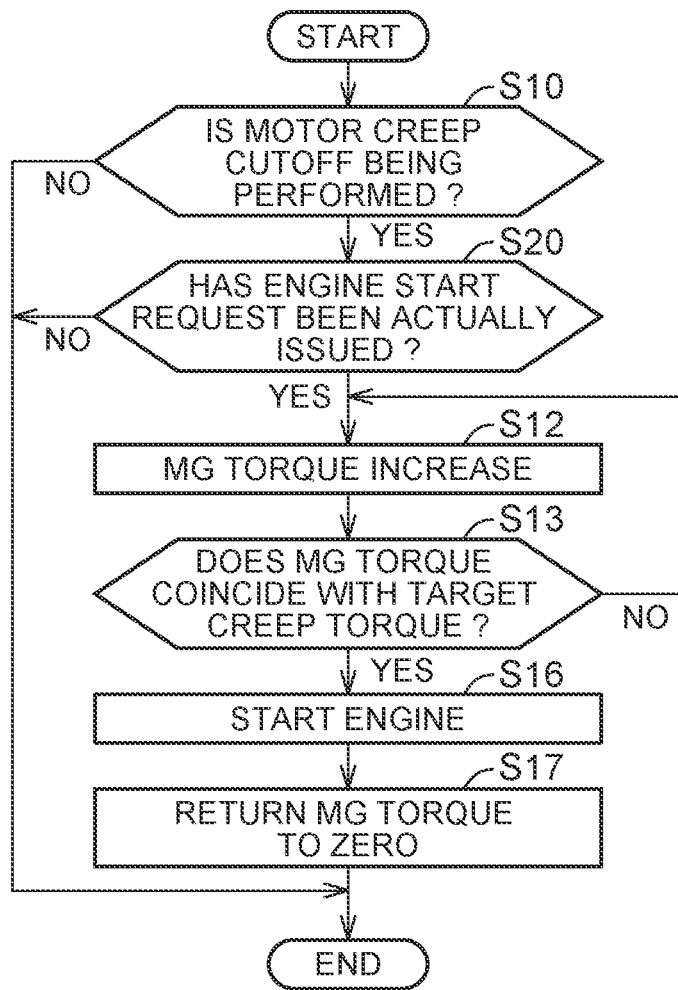 START
S10
IS MOTOR CREEP
CUTOFF BEING
PERFORMED ?
NO
YES
S20
HAS ENGINE START
REQUEST BEEN ACTUALLY
ISSUED ?
NO
YES
S12
MG TORQUE INCREASE
S13
DOES MG TORQUE
COINCIDE WITH TARGET
CREEP TORQUE ?
NO
YES
S16
START ENGINE
S17
RETURN MG TORQUE
TO ZERO
END